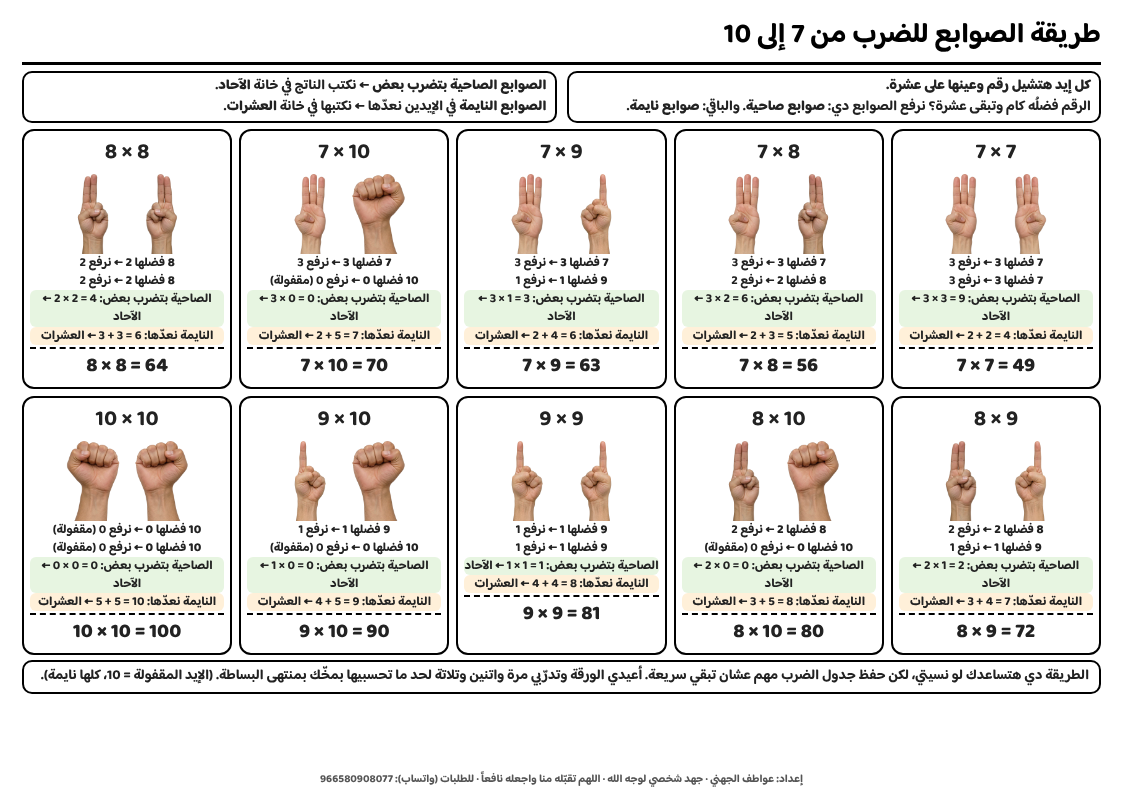 طريقة الصوابع للضرب من 7 إلى 10
كل إيد هتشيل رقم وعينها على عشرة.
الرقم فضلُه كام وتبقى عشرة؟ نرفع الصوابع دي: صوابع صاحية. والباقي: صوابع نايمة.
الصوابع الصاحية بتضرب بعض ← نكتب الناتج في خانة الآحاد.
الصوابع النايمة في الإيدين نعدّها ← نكتبها في خانة العشرات.
7 × 7
7 فضلها 3 ← نرفع 3
7 فضلها 3 ← نرفع 3
الصاحية بتضرب بعض: 3 × 3 = 9 ←
الآحاد
النايمة نعدّها: 2 + 2 = 4 ← العشرات
7 × 7 = 49
7 × 8
7 فضلها 3 ← نرفع 3
8 فضلها 2 ← نرفع 2
الصاحية بتضرب بعض: 3 × 2 = 6 ←
الآحاد
النايمة نعدّها: 2 + 3 = 5 ← العشرات
7 × 8 = 56
7 × 9
7 فضلها 3 ← نرفع 3
9 فضلها 1 ← نرفع 1
الصاحية بتضرب بعض: 3 × 1 = 3 ←
الآحاد
النايمة نعدّها: 2 + 4 = 6 ← العشرات
7 × 9 = 63
7 × 10
7 فضلها 3 ← نرفع 3
10 فضلها 0 ← نرفع 0 (مقفولة)
الصاحية بتضرب بعض: 3 × 0 = 0 ←
الآحاد
النايمة نعدّها: 2 + 5 = 7 ← العشرات
7 × 10 = 70
8 × 8
8 فضلها 2 ← نرفع 2
8 فضلها 2 ← نرفع 2
الصاحية بتضرب بعض: 2 × 2 = 4 ←
الآحاد
النايمة نعدّها: 3 + 3 = 6 ← العشرات
8 × 8 = 64
8 × 9
8 فضلها 2 ← نرفع 2
9 فضلها 1 ← نرفع 1
الصاحية بتضرب بعض: 2 × 1 = 2 ←
الآحاد
النايمة نعدّها: 3 + 4 = 7 ← العشرات
8 × 9 = 72
8 × 10
8 فضلها 2 ← نرفع 2
10 فضلها 0 ← نرفع 0 (مقفولة)
الصاحية بتضرب بعض: 2 × 0 = 0 ←
الآحاد
النايمة نعدّها: 3 + 5 = 8 ← العشرات
8 × 10 = 80
9 × 9
9 فضلها 1 ← نرفع 1
9 فضلها 1 ← نرفع 1
الصاحية بتضرب بعض: 1 × 1 = 1 ← الآحاد
النايمة نعدّها: 4 + 4 = 8 ← العشرات
9 × 9 = 81
9 × 10
9 فضلها 1 ← نرفع 1
10 فضلها 0 ← نرفع 0 (مقفولة)
الصاحية بتضرب بعض: 1 × 0 = 0 ←
الآحاد
النايمة نعدّها: 4 + 5 = 9 ← العشرات
9 × 10 = 90
10 × 10
10 فضلها 0 ← نرفع 0 (مقفولة)
10 فضلها 0 ← نرفع 0 (مقفولة)
الصاحية بتضرب بعض: 0 × 0 = 0 ←
الآحاد
النايمة نعدّها: 5 + 5 = 10 ← العشرات
10 × 10 = 100
الطريقة دي هتساعدك لو نسيتي، لكن حفظ جدول الضرب مهم عشان تبقي سريعة. أعيدي الورقة وتدرّبي مرة واتنين وتلاتة لحد ما تحسبيها بمخّك بمنتهى البساطة. (الإيد المقفولة = 10، كلها نايمة).
إعداد: عواطف الجهني · جهد شخصي لوجه الله · اللهم تقبّله منا واجعله نافعاً · للطلبات (واتساب): 966580908077